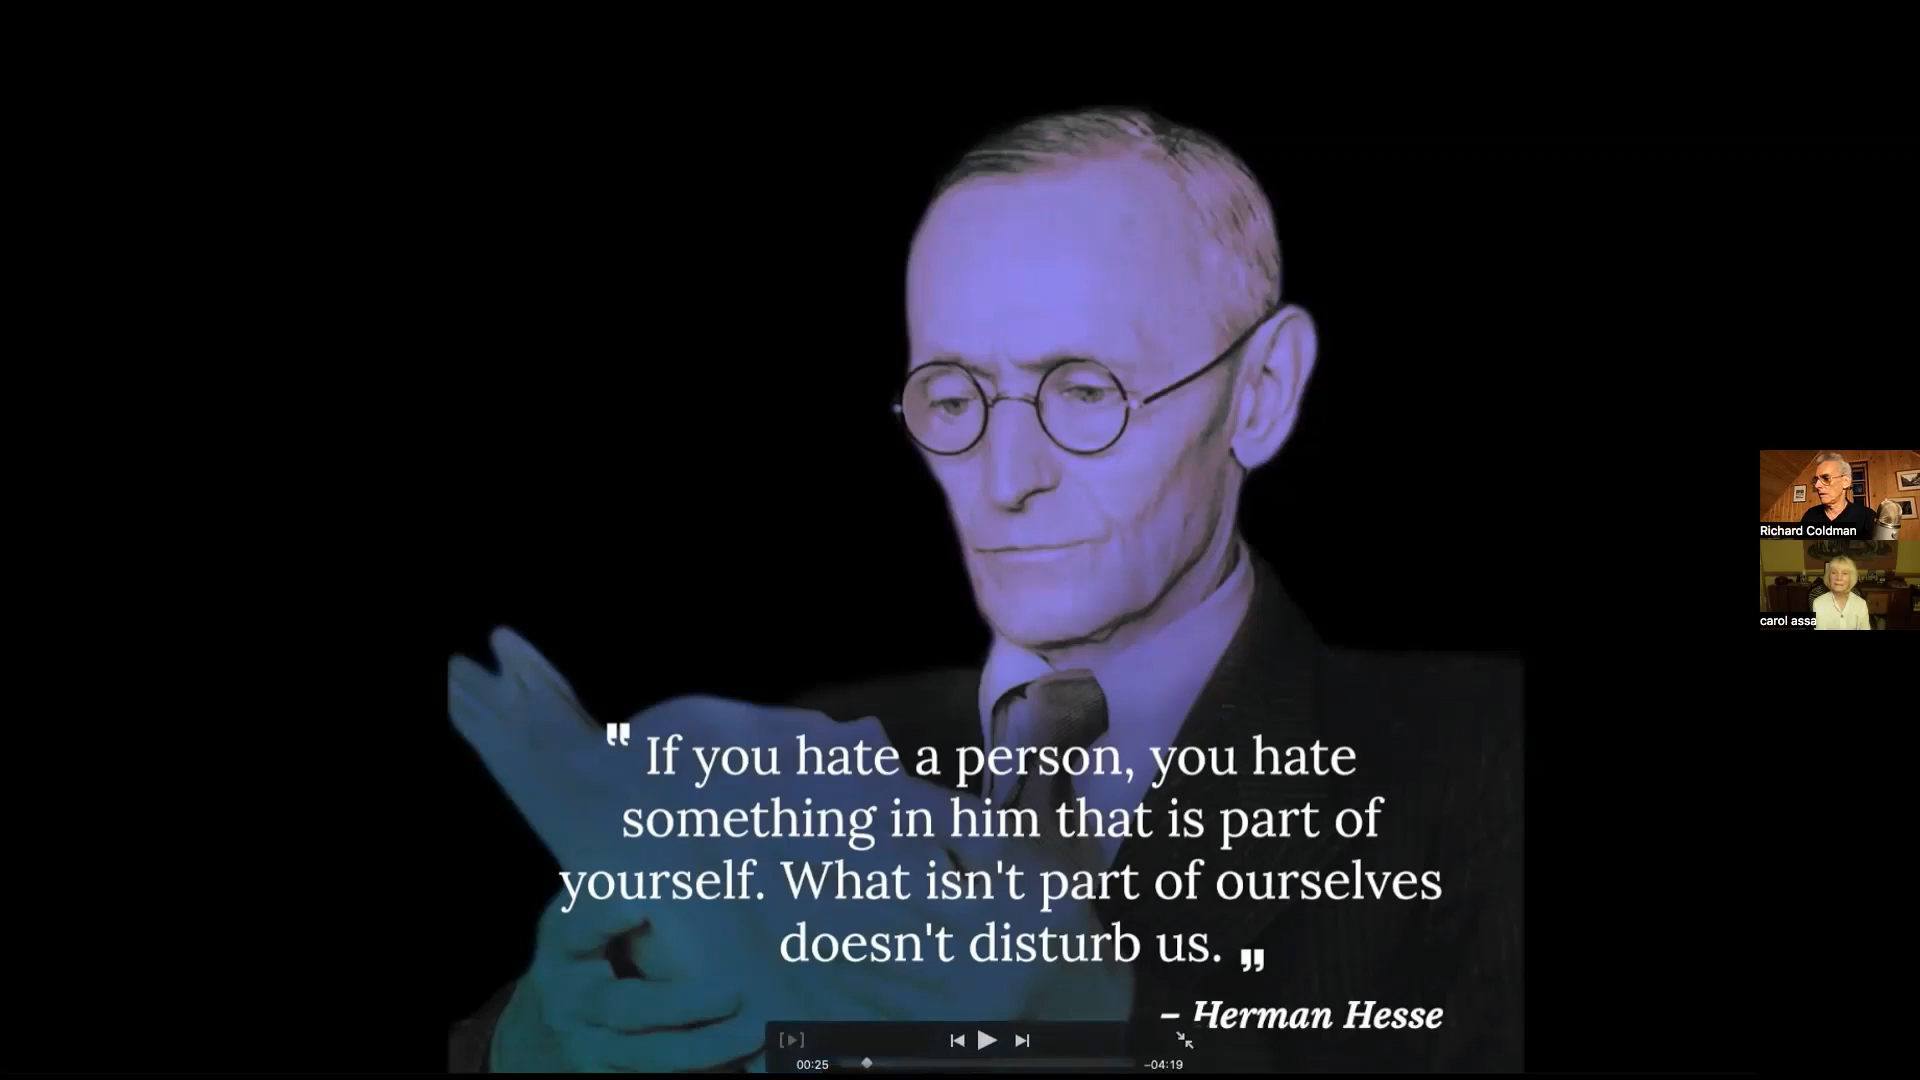 " If you hate a person, you hate
something in him that is part of
yourself. What isn't part of ourselves
doesn't disturb us. "
– Herman Hesse
00:25
–04:19
Richard Coldman
carol assa